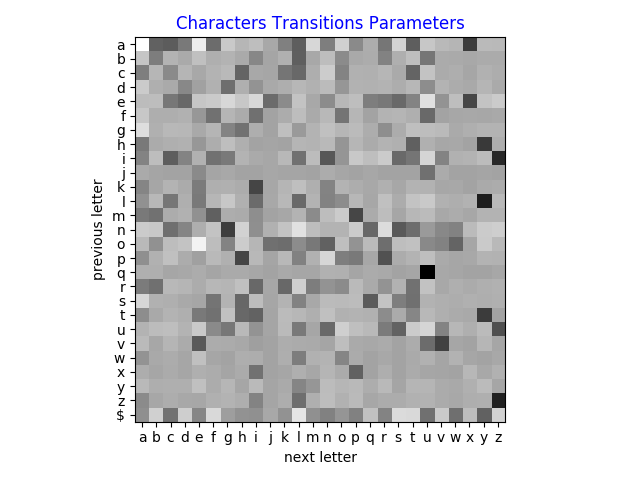 Characters Transitions Parameters
previous letter
a
b
c
d
e
f
g
h
i
j
k
l
m
n
o
p
q
r
s
t
u
v
w
x
y
z
$
a b c d e f g h i j k l m n o p q r s t u v w x y z
next letter